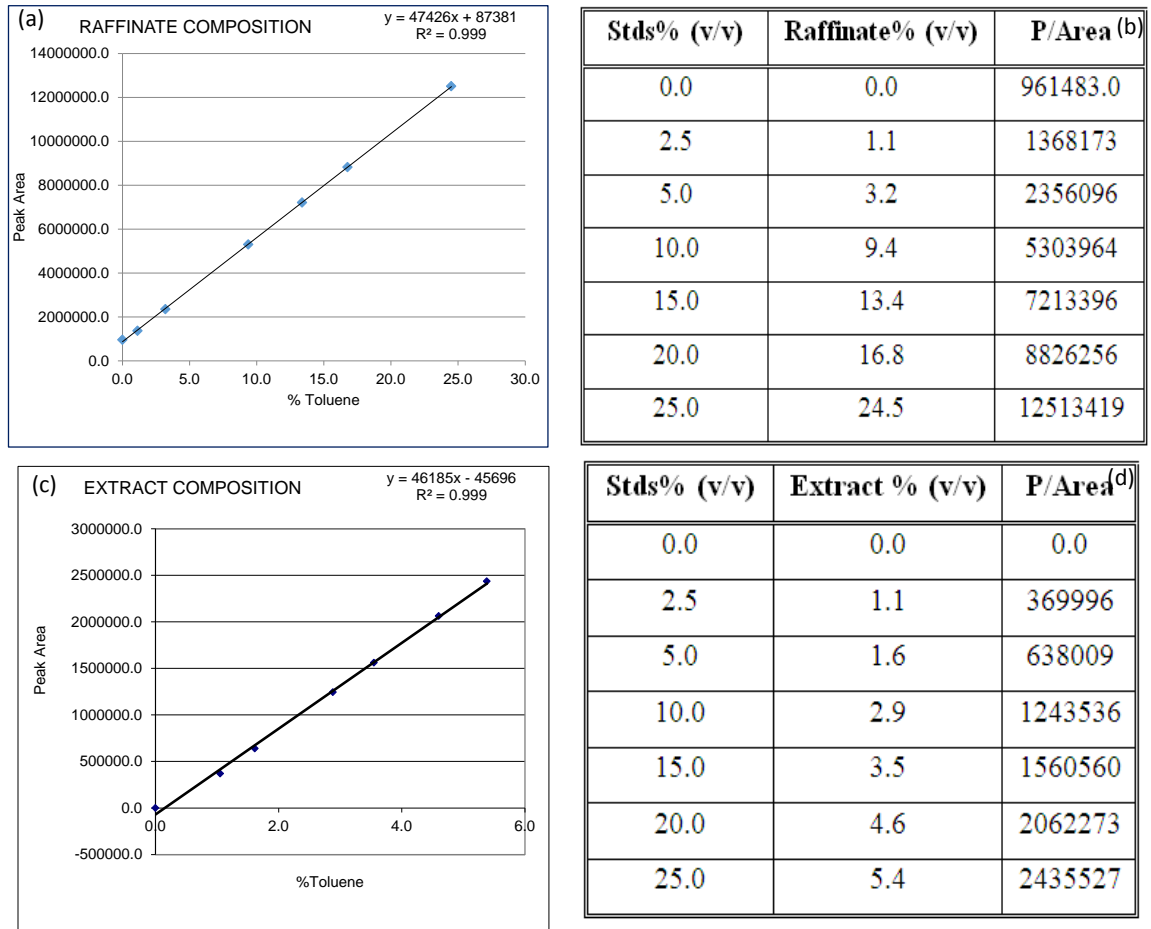 (a)
RAFFINATE COMPOSITION
y = 47426x + 87381
R² = 0.999
14000000.0
12000000.0
10000000.0
8000000.0
6000000.0
4000000.0
2000000.0
0.0
Peak Area
0.0 5.0 10.0 15.0 20.0 25.0 30.0
% Toluene
Stds% (v/v) Raffinate% (v/v) P/Area (b)
0.0 0.0 961483.0
2.5 1.1 1368173
5.0 3.2 2356096
10.0 9.4 5303964
15.0 13.4 7213396
20.0 16.8 8826256
25.0 24.5 12513419
(c)
EXTRACT COMPOSITION
y = 46185x - 45696
R² = 0.999
3000000.0
2500000.0
2000000.0
1500000.0
1000000.0
500000.0
0.0
-500000.0
Peak Area
0.0 2.0 4.0 6.0
%Toluene
Stds% (v/v) Extract % (v/v) P/Area (d)
0.0 0.0 0.0
2.5 1.1 369996
5.0 1.6 638009
10.0 2.9 1243536
15.0 3.5 1560560
20.0 4.6 2062273
25.0 5.4 2435527